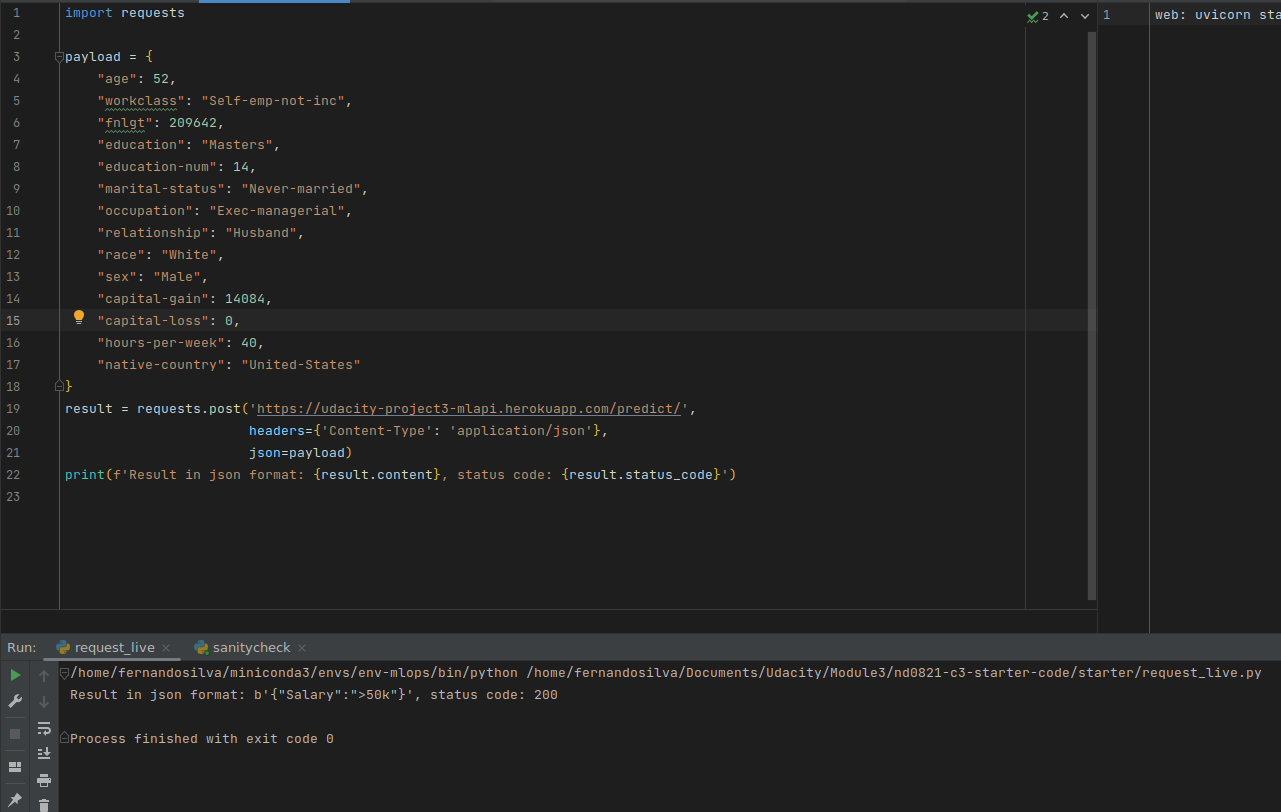 1 import requests
2
3 payload = {
4 "age": 52,
5 "workclass": "Self-emp-not-inc",
6 "fnlgt": 209642,
7 "education": "Masters",
8 "education-num": 14,
9 "marital-status": "Never-married",
10 "occupation": "Exec-managerial",
11 "relationship": "Husband",
12 "race": "White",
13 "sex": "Male",
14 "capital-gain": 14084,
15 "capital-loss": 0,
16 "hours-per-week": 40,
17 "native-country": "United-States"
18 }
19 result = requests.post('https://udacity-project3-mlapi.herokuapp.com/predict/',
20 headers={'Content-Type': 'application/json'},
21 json=payload)
22 print(f'Result in json format: {result.content}, status code: {result.status_code}')
23
2
1 web: uvicorn sta
Run: request_live × sanitycheck ×
/home/fernandosilva/miniconda3/envs/env-mlops/bin/python /home/fernandosilva/Documents/Udacity/Module3/nd0821-c3-starter-code/starter/request_live.py
Result in json format: b'{"Salary":">50k"}', status code: 200
Process finished with exit code 0